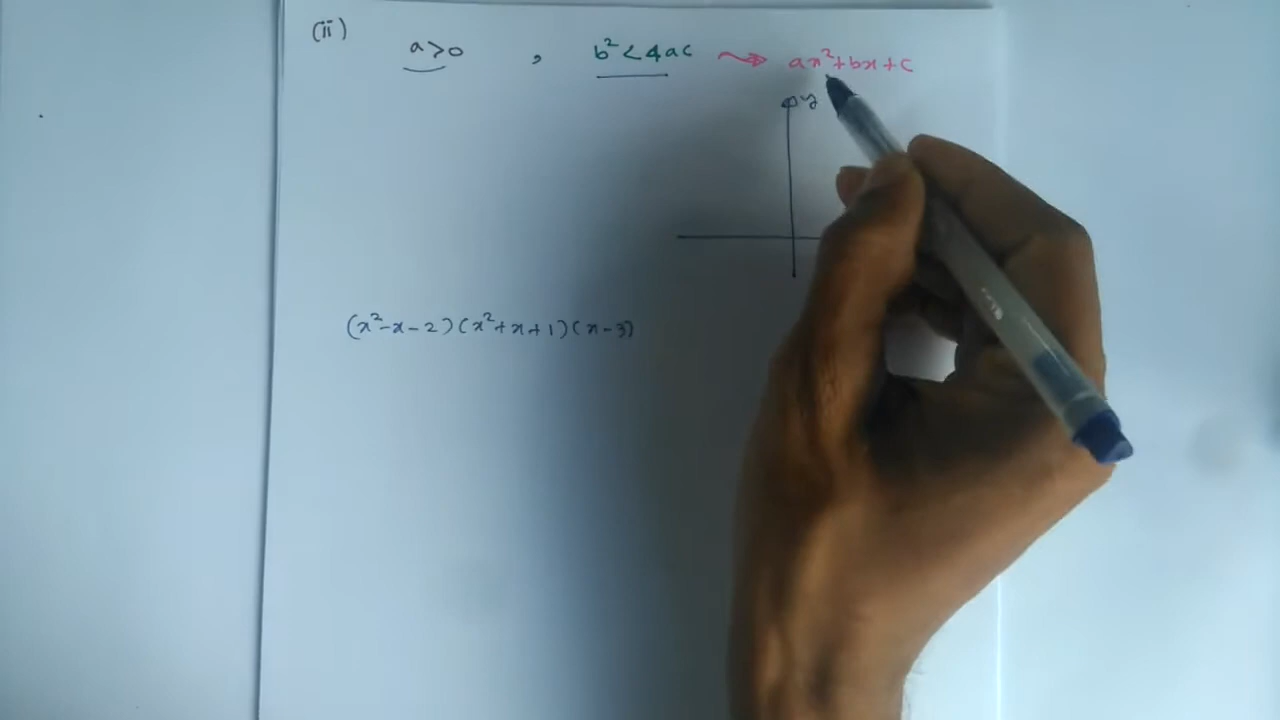 (ii)
a>0 , b²<4ac ⇝ ax²+bx+c
y
(x²-x-2)(x²+x+1)(x-3)